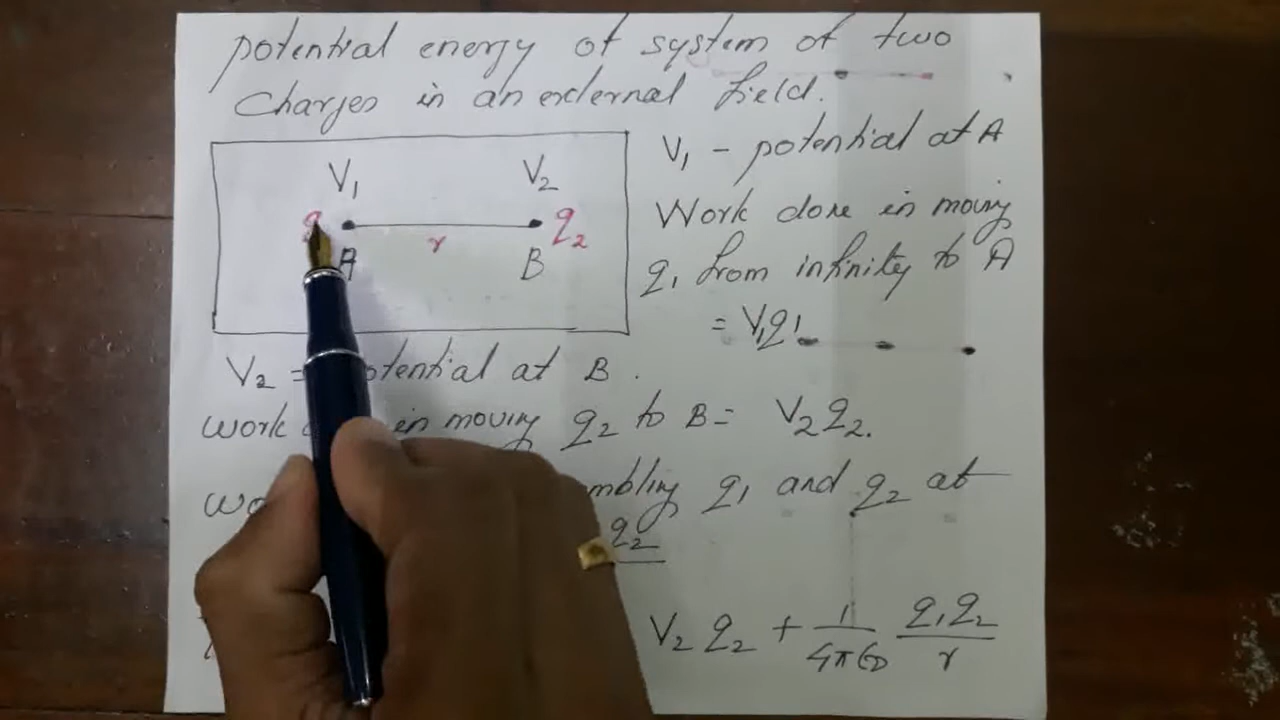 potential energy of system of two
charges in an external field.
V₁ V₂
q₂
r
A B
V₁ - potential at A
Work done in moving
q₁ from infinity to A
= V₁q₁
V₂ = potential at B.
work in moving q₂ to B = V₂q₂.
q₁ and q₂ at
q₂
V₂q₂ + 1/4πε₀ q₁q₂/r